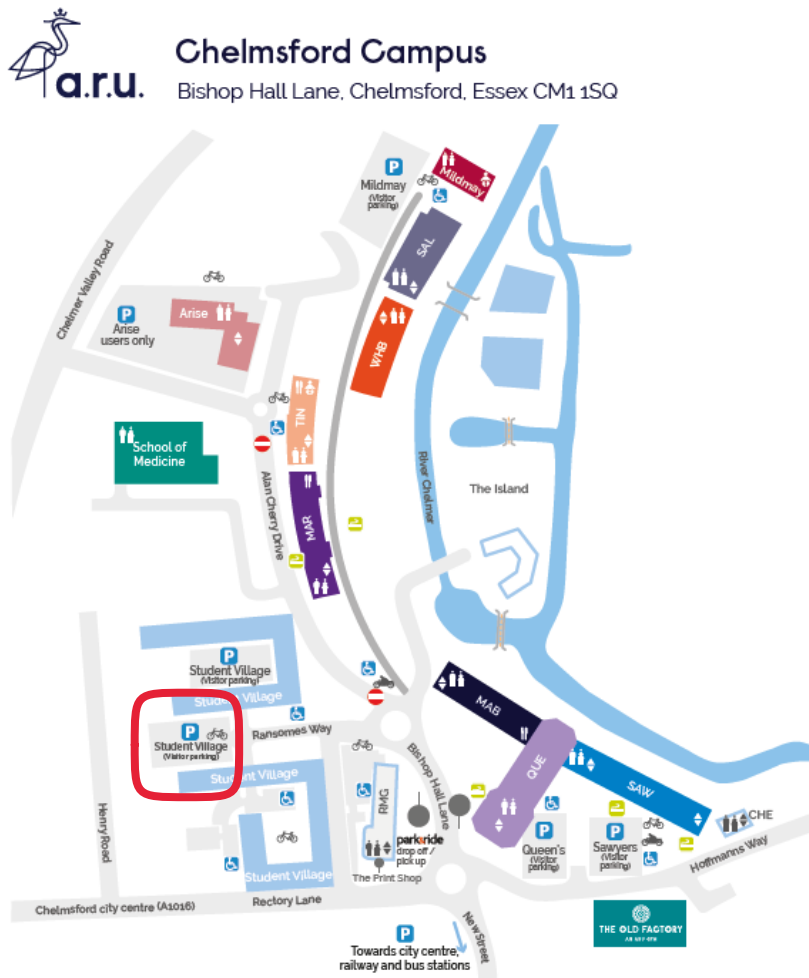 a.r.u.
Chelmsford Campus
Bishop Hall Lane, Chelmsford, Essex CM1 1SQ
P
Mildmay
(Visitor
parking)
Mildmay
SAL
Chelmer Valley Road
P
Arise
users only
Arise
WHB
TIN
School of
Medicine
River Chelmer
The Island
Alan Cherry Drive
MAR
P
Student Village
(Visitor parking)
Student Village
P
Student Village
(Visitor parking)
Ransomes Way
MAB
Student Village
Bishop Hall Lane
QUE
SAW
RMG
Henry Road
CHE
park&ride
drop off /
pick up
P
Queen's
(Visitor
parking)
P
Sawyers
(Visitor
parking)
Hoffmanns Way
Student Village
The Print Shop
Rectory Lane
Chelmsford city centre (A1016)
New Street
THE OLD FACTORY
P
Towards city centre,
railway and bus stations